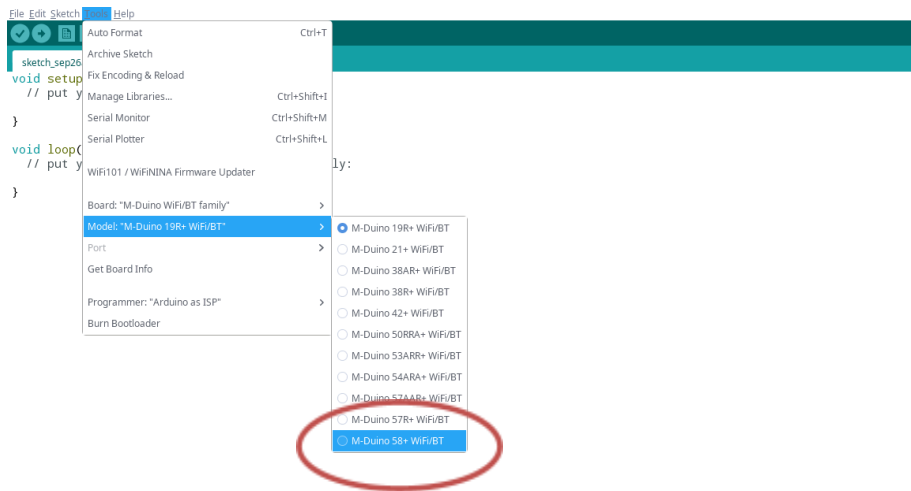 File Edit Sketch Tools Help
sketch_sep26
void setup
// put y
}
void loop(
// put y
ly:
}
Auto Format Ctrl+T
Archive Sketch
Fix Encoding & Reload
Manage Libraries... Ctrl+Shift+I
Serial Monitor Ctrl+Shift+M
Serial Plotter Ctrl+Shift+L
WiFi101 / WiFiNINA Firmware Updater
Board: "M-Duino WiFi/BT family"
Model: "M-Duino 19R+ WiFi/BT"
Port
Get Board Info
Programmer: "Arduino as ISP"
Burn Bootloader
M-Duino 19R+ WiFi/BT
M-Duino 21+ WiFi/BT
M-Duino 38AR+ WiFi/BT
M-Duino 38R+ WiFi/BT
M-Duino 42+ WiFi/BT
M-Duino 50RRA+ WiFi/BT
M-Duino 53ARR+ WiFi/BT
M-Duino 54ARA+ WiFi/BT
M-Duino 57AAR+ WiFi/BT
M-Duino 57R+ WiFi/BT
M-Duino 58+ WiFi/BT